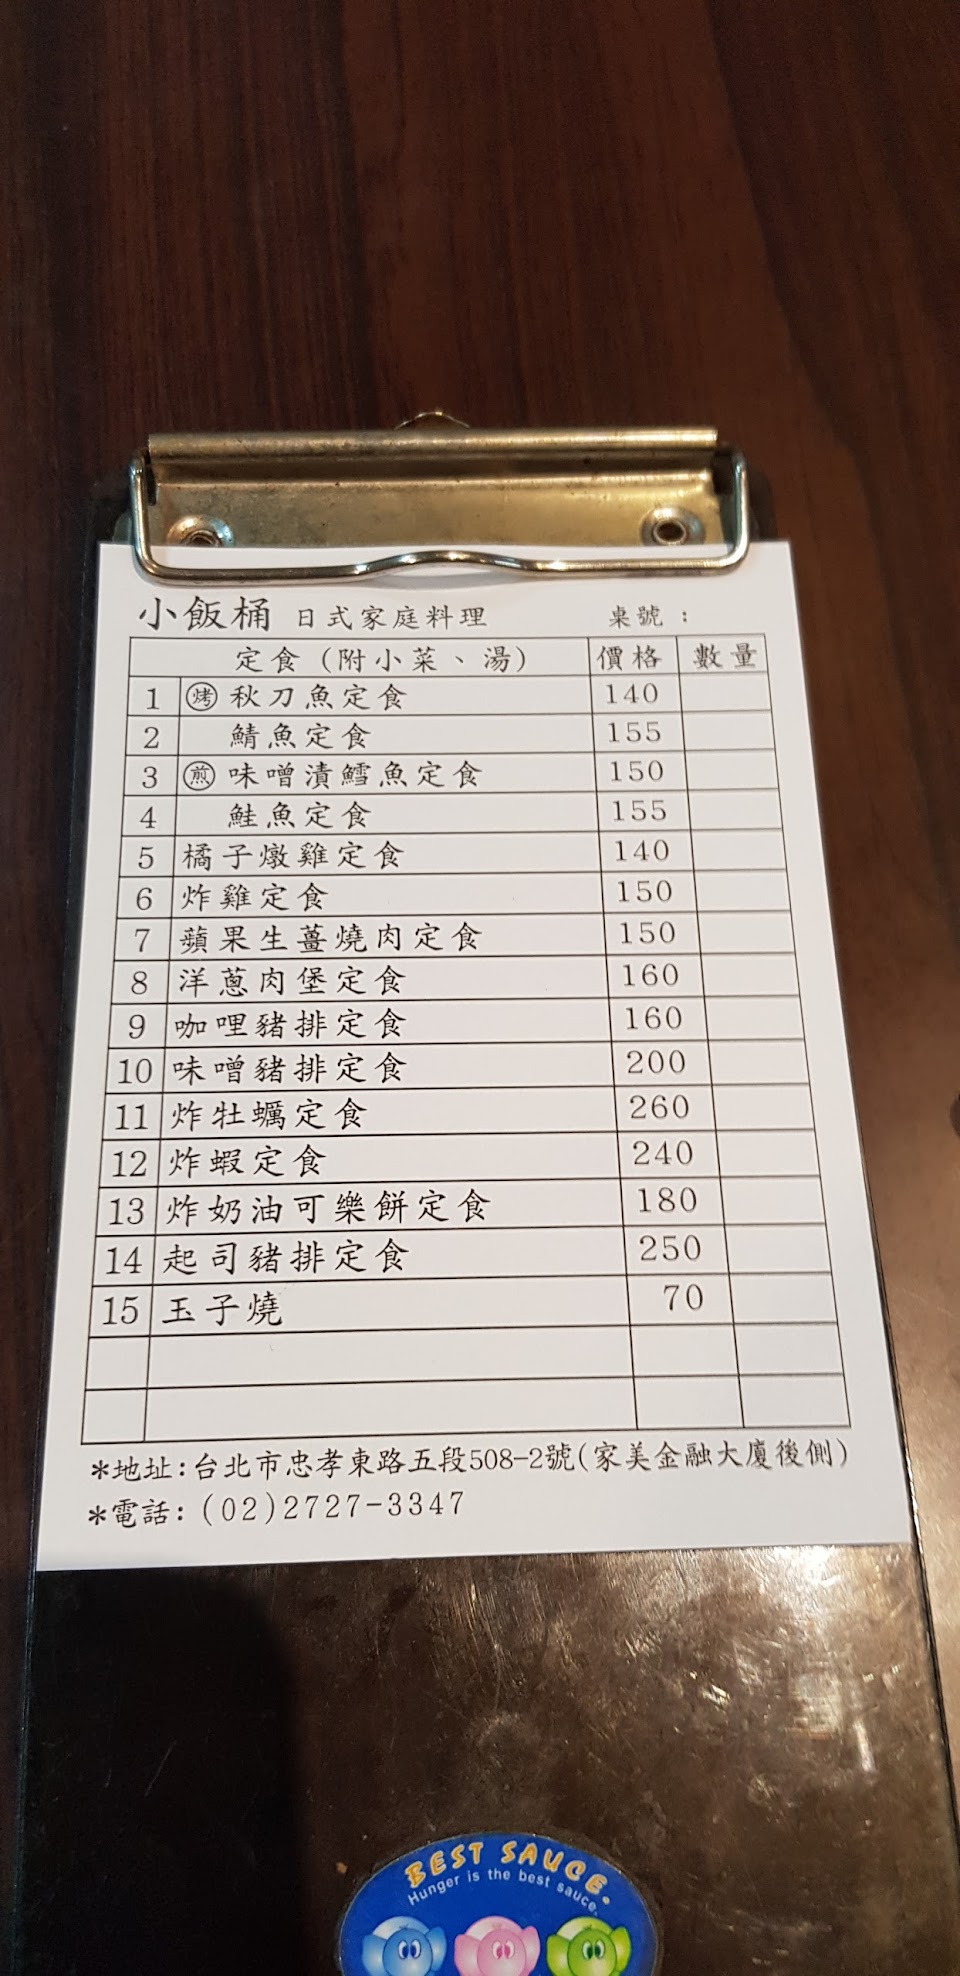 小飯桶 日式家庭料理 桌號：
定食(附小菜、湯) 價格 數量
1 ㊋烤 秋刀魚定食 140
2 鯖魚定食 155
3 煎 味噌漬鱈魚定食 150
4 鮭魚定食 155
5 橘子燉雞定食 140
6 炸雞定食 150
7 蘋果生薑燒肉定食 150
8 洋蔥肉堡定食 160
9 咖哩豬排定食 160
10 味噌豬排定食 200
11 炸牡蠣定食 260
12 炸蝦定食 240
13 炸奶油可樂餅定食 180
14 起司豬排定食 250
15 玉子燒 70
*地址:台北市忠孝東路五段508-2號(家美金融大廈後側)
*電話: (02)2727-3347
BEST SAUCE.
Hunger is the best sauce.